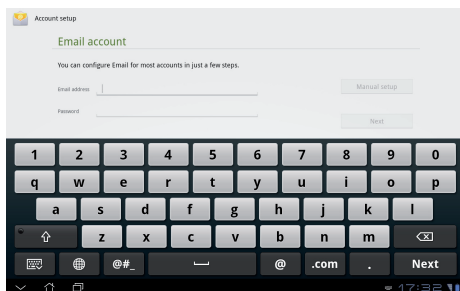 Account setup
Email account
You can configure Email for most accounts in just a few steps.
Email address
Manual setup
Password
Next
1 2 3 4 5 6 7 8 9 0
q w e r t y u i o p
a s d f g h j k l
z x c v b n m
@#_ @ .com . Next
17:32